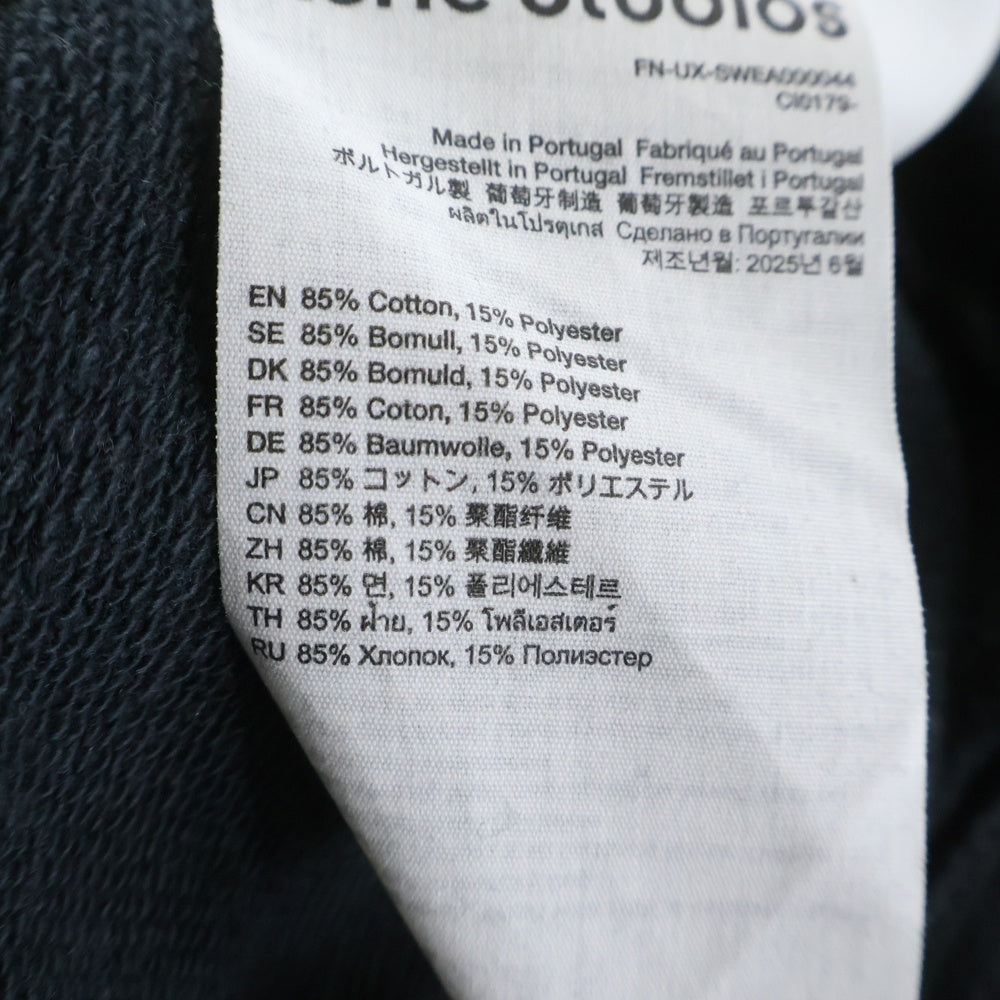 Studios
FN-UX-SWEA000044
CI0179-
Made in Portugal Fabriqué au Portugal
Hergestellt in Portugal Fremstillet i Portugal
ポルトガル製 葡萄牙制造 葡萄牙製造 포르투갈산
ผลิตในโปรตุเกส Сделано в Португалии
제조년월: 2025년 6월
EN 85% Cotton, 15% Polyester
SE 85% Bomull, 15% Polyester
DK 85% Bomuld, 15% Polyester
FR 85% Coton, 15% Polyester
DE 85% Baumwolle, 15% Polyester
JP 85% コットン, 15% ポリエステル
CN 85% 棉, 15% 聚酯纤维
ZH 85% 棉, 15% 聚酯纖維
KR 85% 면, 15% 폴리에스테르
TH 85% ฝ้าย, 15% โพลีเอสเตอร์
RU 85% Хлопок, 15% Полиэстер